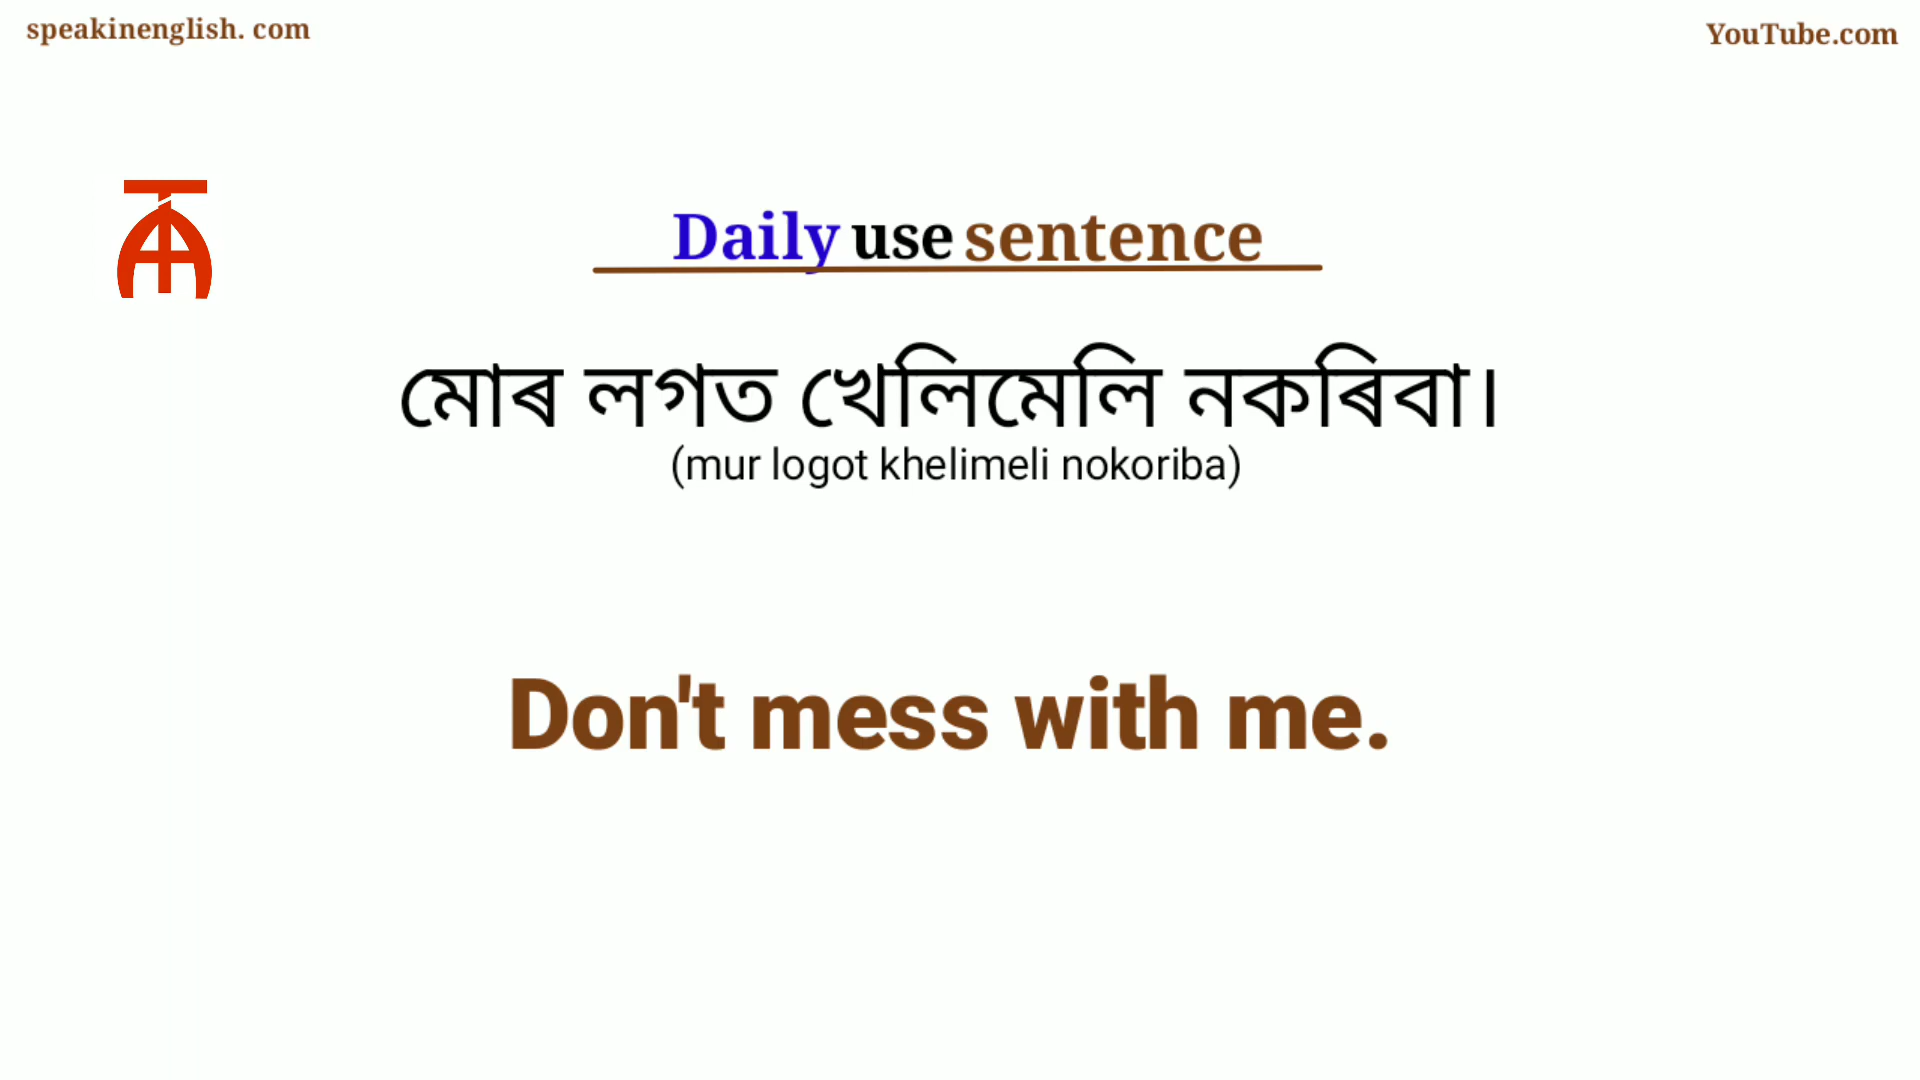 speakinenglish. com
YouTube.com
Daily use sentence
মোৰ লগত খেলিমেলি নকৰিবা।
(mur logot khelimeli nokoriba)
Don't mess with me.